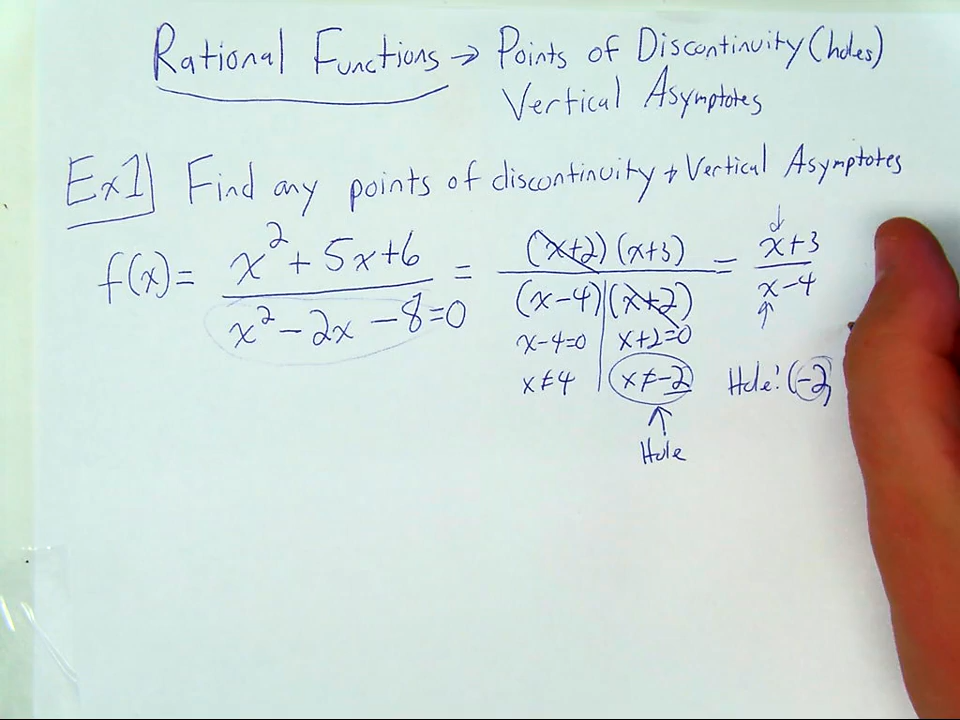 Rational Functions → Points of Discontinuity (holes)
Vertical Asymptotes
Ex1] Find any points of discontinuity + Vertical Asymptotes
f(x) = (x² + 5x + 6)/(x² - 2x - 8 = 0) = ((x+2)(x+3))/((x-4)(x+2)) = (x+3)/(x-4)
x-4=0 | x+2=0
x≠4 | x≠-2 Hole: (-2,
↑
Hole